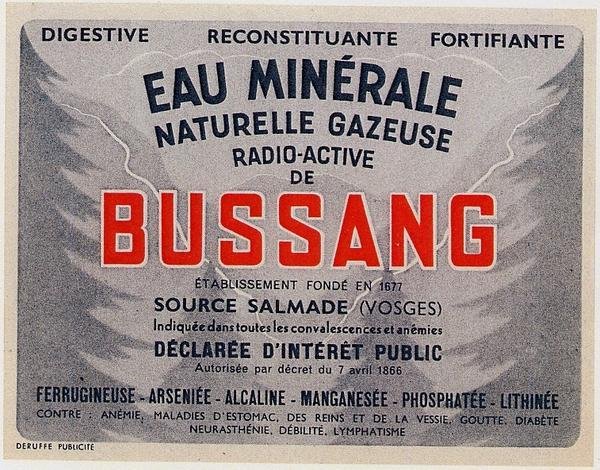 DIGESTIVE RECONSTITUANTE FORTIFIANTE
EAU MINÉRALE
NATURELLE GAZEUSE
RADIO-ACTIVE
DE
BUSSANG
ÉTABLISSEMENT FONDÉ EN 1677
SOURCE SALMADE (VOSGES)
Indiquée dans toutes les convalescences et anémies
DÉCLARÉE D'INTÉRÊT PUBLIC
Autorisée par décret du 7 avril 1866
FERRUGINEUSE - ARSENIÉE - ALCALINE - MANGANESÉE - PHOSPHATÉE - LITHINÉE
CONTRE : ANÉMIE, MALADIES D'ESTOMAC, DES REINS ET DE LA VESSIE, GOUTTE, DIABÈTE
NEURASTHÉNIE, DÉBILITÉ, LYMPHATISME
DERUFFE PUBLICITÉ